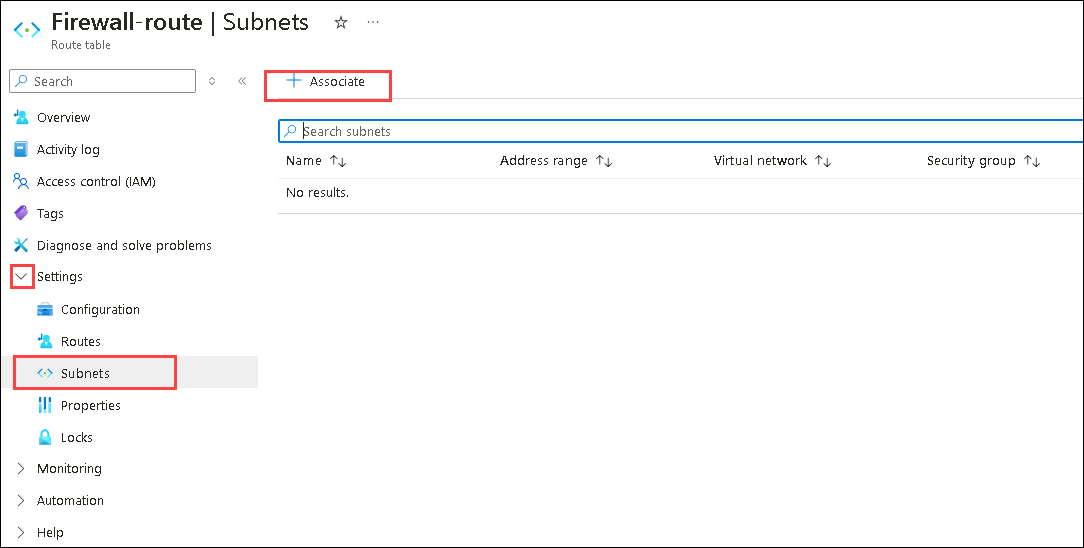 Firewall-route | Subnets
Route table
Search
Associate
Search subnets
Overview
Activity log
Access control (IAM)
Tags
Diagnose and solve problems
Settings
Configuration
Routes
Subnets
Properties
Locks
Monitoring
Automation
Help
Name Address range Virtual network Security group
No results.